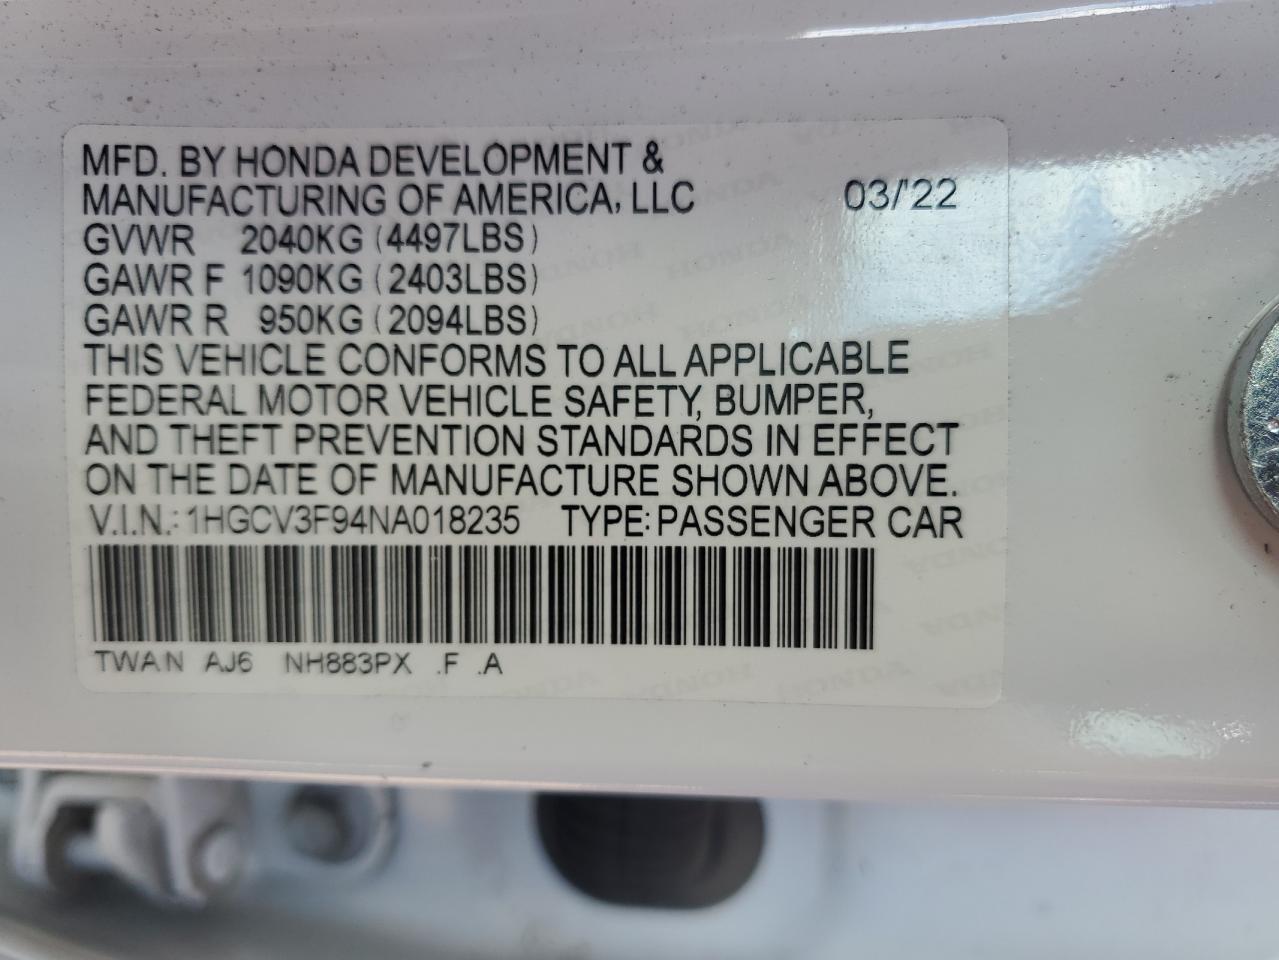 MFD. BY HONDA DEVELOPMENT &
MANUFACTURING OF AMERICA, LLC 03/'22
GVWR 2040KG (4497LBS)
GAWR F 1090KG (2403LBS)
GAWR R 950KG (2094LBS)
THIS VEHICLE CONFORMS TO ALL APPLICABLE
FEDERAL MOTOR VEHICLE SAFETY, BUMPER,
AND THEFT PREVENTION STANDARDS IN EFFECT
ON THE DATE OF MANUFACTURE SHOWN ABOVE.
V.I.N.: 1HGCV3F94NA018235 TYPE: PASSENGER CAR
TWAN AJ6 NH883PX .F .A